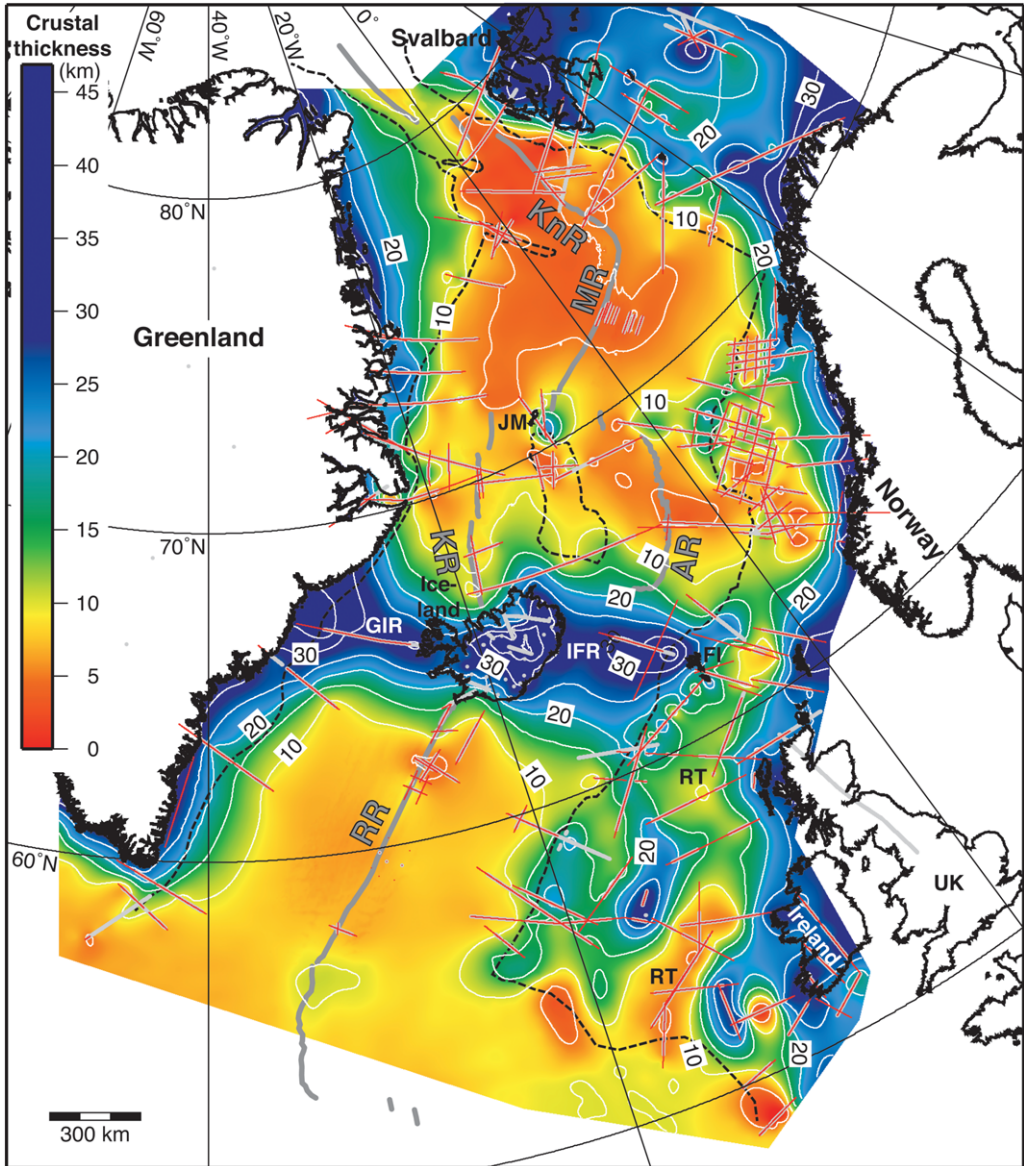 Crustal
thickness
(km)
45
40
35
30
25
20
15
10
5
0
60°W
40°W
20°W
0°
Svalbard
30
20
80°N
20
KnR
10
20
MR
10
Greenland
10
JM
Norway
70°N
KR
10
AR
Ice-
land
20
20
GIR
30
30
IFR
30
FI
20
20
10
10
RT
RR
20
60°N
UK
Ireland
RT
10
20
300 km